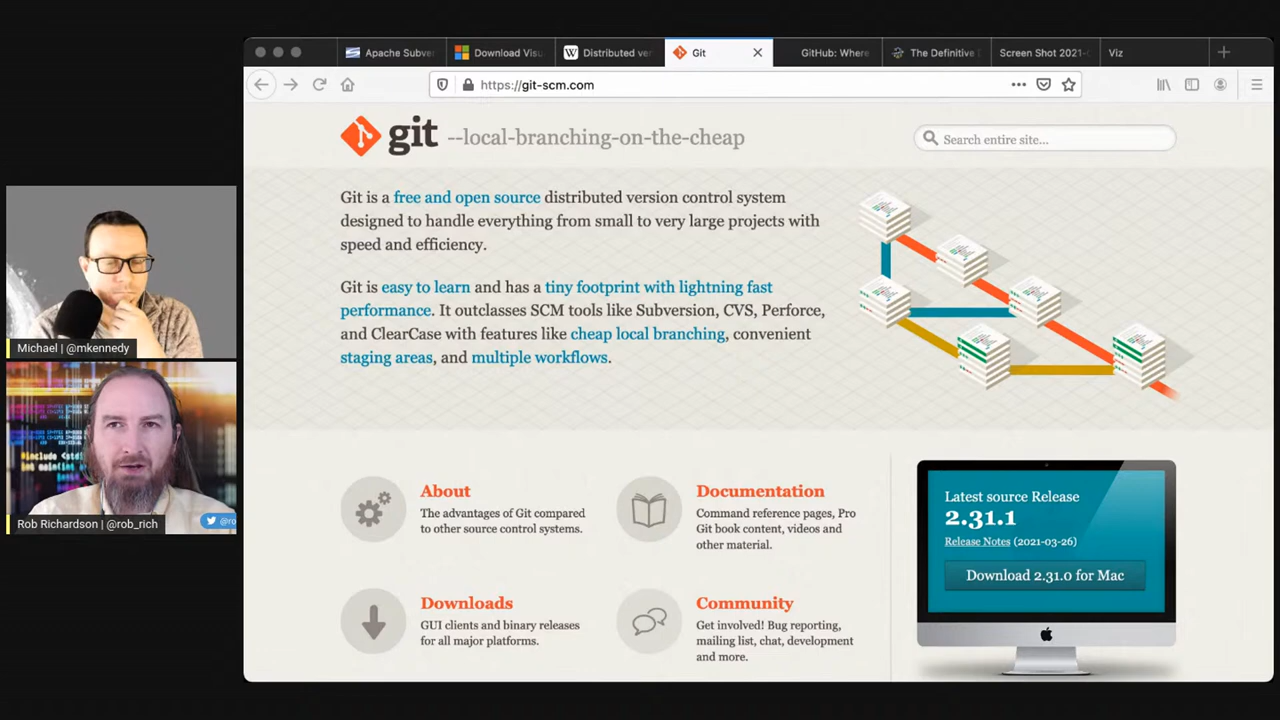 Apache Subve
Download Visu
Distributed ver
Git
GitHub: Where
The Definitive
Screen Shot 2021-
Viz
https://git-scm.com
git --local-branching-on-the-cheap
Search entire site...
Git is a free and open source distributed version control system
designed to handle everything from small to very large projects with
speed and efficiency.
Git is easy to learn and has a tiny footprint with lightning fast
performance. It outclasses SCM tools like Subversion, CVS, Perforce,
and ClearCase with features like cheap local branching, convenient
staging areas, and multiple workflows.
Michael | @mkennedy
#include <std
int main(int a
Rob Richardson | @rob_rich
@ro
About
The advantages of Git compared
to other source control systems.
Documentation
Command reference pages, Pro
Git book content, videos and
other material.
Downloads
GUI clients and binary releases
for all major platforms.
Community
Get involved! Bug reporting,
mailing list, chat, development
and more.
Latest source Release
2.31.1
Release Notes (2021-03-26)
Download 2.31.0 for Mac